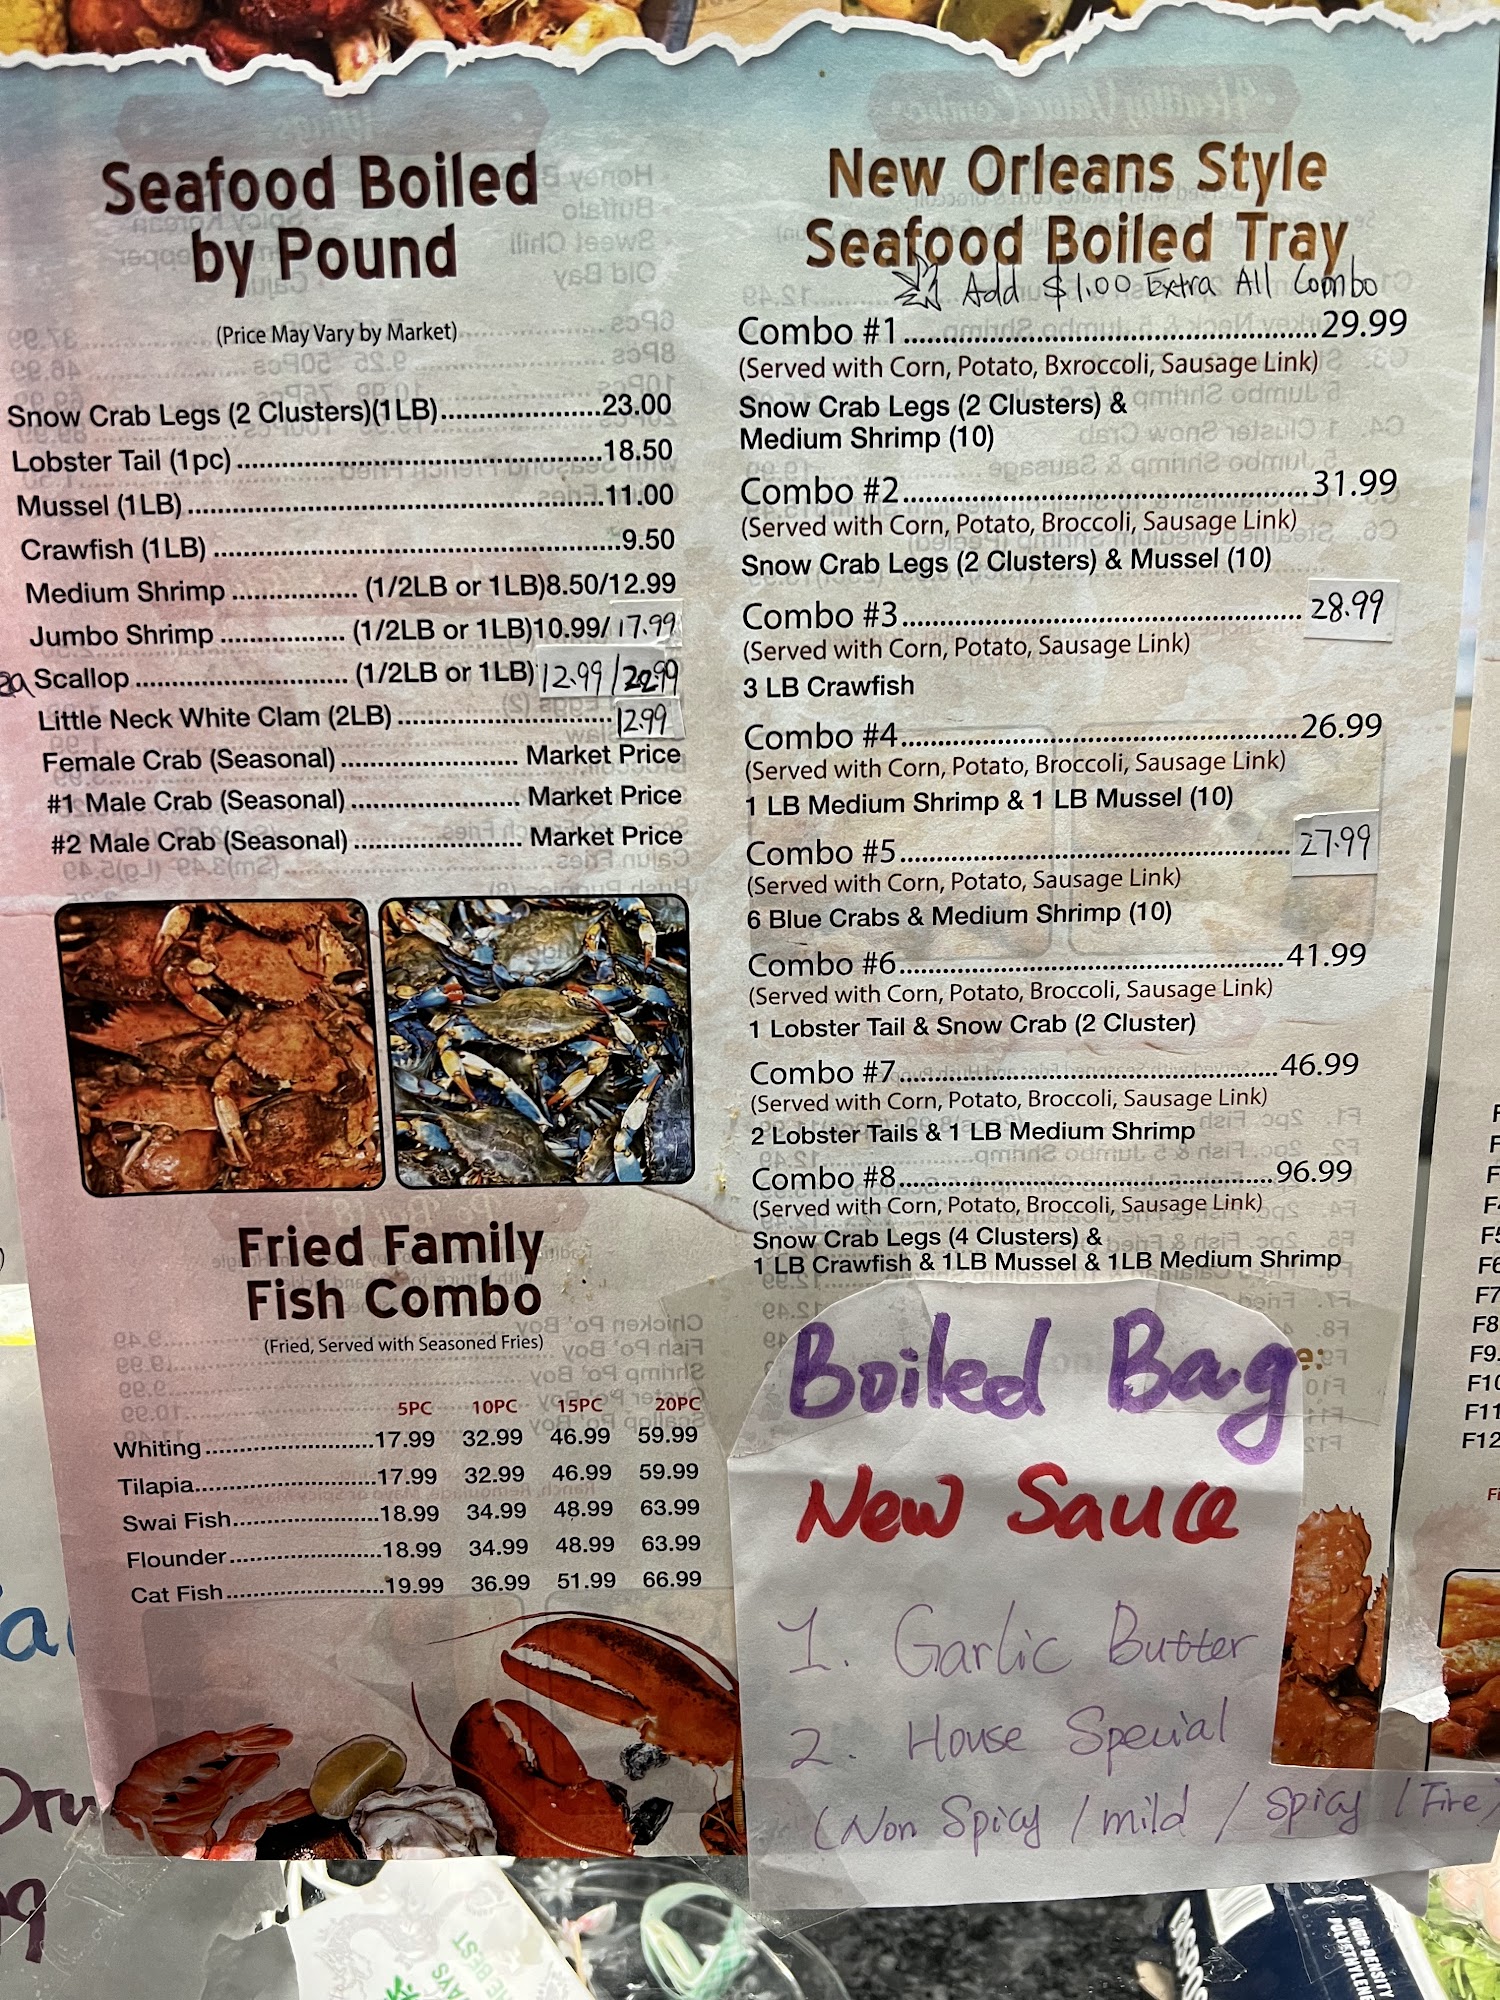 Seafood Boiled
by Pound
(Price May Vary by Market)
Snow Crab Legs (2 Clusters)(1LB)......................23.00
Lobster Tail (1pc)..................................................18.50
Mussel (1LB).........................................................11.00
Crawfish (1LB).......................................................9.50
Medium Shrimp................. (1/2LB or 1LB)8.50/12.99
Jumbo Shrimp................. (1/2LB or 1LB)10.99/17.99
Scallop............................. (1/2LB or 1LB)12.99/22.99
Little Neck White Clam (2LB)..............................12.99
Female Crab (Seasonal)........................ Market Price
#1 Male Crab (Seasonal)....................... Market Price
#2 Male Crab (Seasonal)....................... Market Price
Fried Family
Fish Combo
(Fried, Served with Seasoned Fries)
5PC 10PC 15PC 20PC
Whiting........................17.99 32.99 46.99 59.99
Tilapia..........................17.99 32.99 46.99 59.99
Swai Fish.....................18.99 34.99 48.99 63.99
Flounder......................18.99 34.99 48.99 63.99
Cat Fish.......................19.99 36.99 51.99 66.99
New Orleans Style
Seafood Boiled Tray
Add $1.00 Extra All Combo
Combo #1..........................................................29.99
(Served with Corn, Potato, Bxroccoli, Sausage Link)
Snow Crab Legs (2 Clusters) &
Medium Shrimp (10)
Combo #2..........................................................31.99
(Served with Corn, Potato, Broccoli, Sausage Link)
Snow Crab Legs (2 Clusters) & Mussel (10)
Combo #3.......................................................... 28.99
(Served with Corn, Potato, Sausage Link)
3 LB Crawfish
Combo #4..........................................................26.99
(Served with Corn, Potato, Broccoli, Sausage Link)
1 LB Medium Shrimp & 1 LB Mussel (10)
Combo #5.......................................................... 27.99
(Served with Corn, Potato, Sausage Link)
6 Blue Crabs & Medium Shrimp (10)
Combo #6..........................................................41.99
(Served with Corn, Potato, Broccoli, Sausage Link)
1 Lobster Tail & Snow Crab (2 Cluster)
Combo #7..........................................................46.99
(Served with Corn, Potato, Broccoli, Sausage Link)
2 Lobster Tails & 1 LB Medium Shrimp
Combo #8..........................................................96.99
(Served with Corn, Potato, Broccoli, Sausage Link)
Snow Crab Legs (4 Clusters) &
1 LB Crawfish & 1LB Mussel & 1LB Medium Shrimp
Boiled Bag
New Sauce
1. Garlic Butter
2. House Special
(Non Spicy / mild / spicy / Fire)
F5
F6
F7
F8
F9.
F10
F11
F12
HIGH-DENSITY
POLYETHYLENE